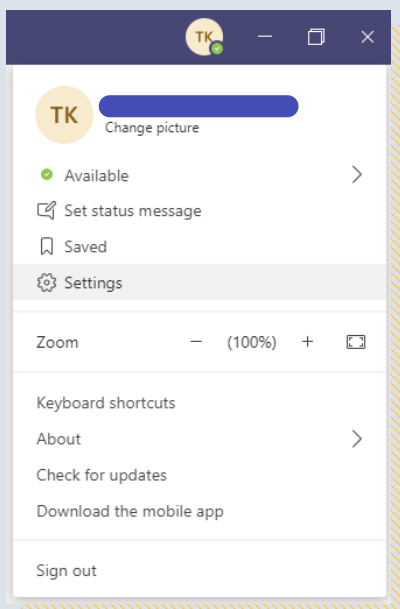 TK
TK
Change picture
Available
Set status message
Saved
Settings
Zoom − (100%) +
Keyboard shortcuts
About
Check for updates
Download the mobile app
Sign out